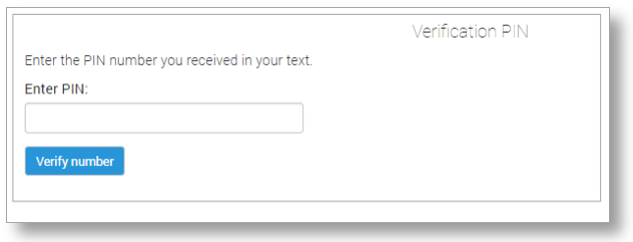 Verification PIN
Enter the PIN number you received in your text.
Enter PIN:
Verify number